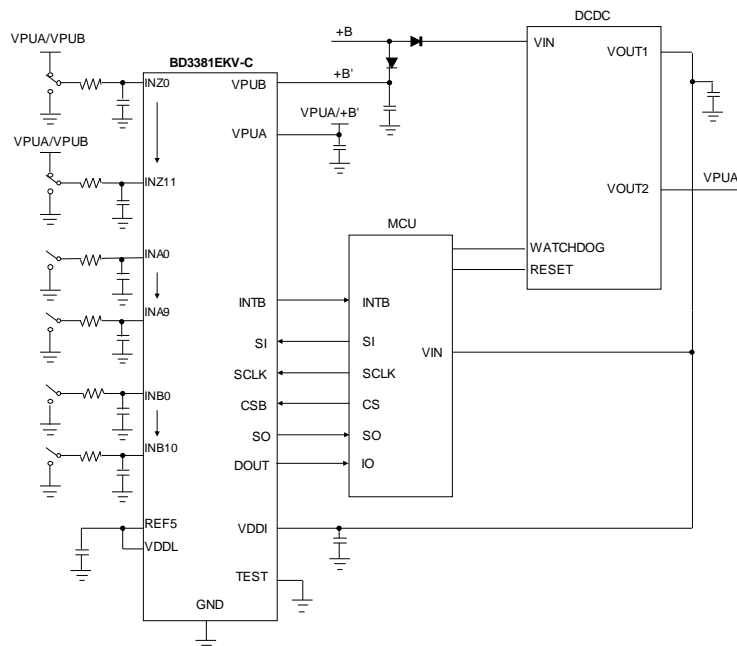 DCDC
VPUA/VPUB
+B
VIN
VOUT1
BD3381EKV-C
INZ0
VPUB
+B'
VPUA/+B'
VPUA
VPUA/VPUB
INZ11
VOUT2
VPUA
MCU
INA0
WATCHDOG
RESET
INTB
INTB
INA9
SI
SI
VIN
SCLK
SCLK
INB0
CSB
CS
SO
SO
INB10
DOUT
IO
REF5
VDDI
VDDL
TEST
GND